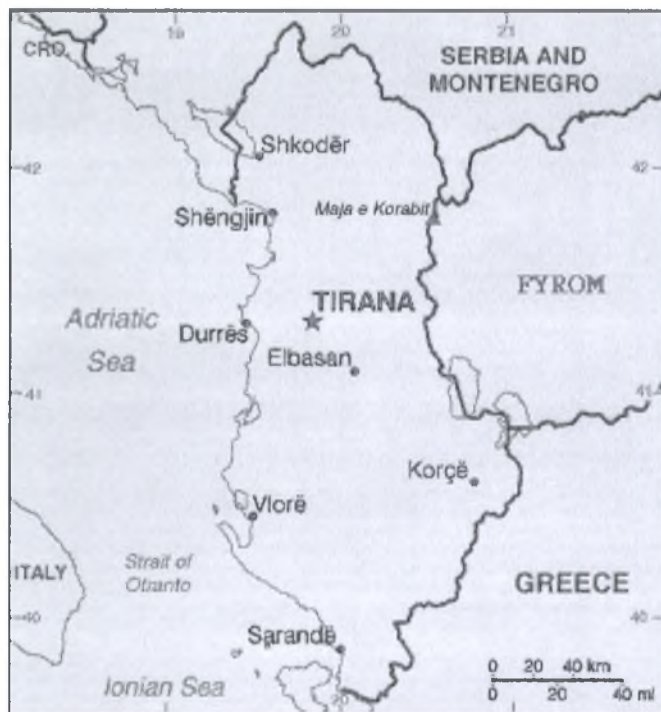 19
20
21
CRO.
SERBIA AND
MONTENEGRO
Shkodër
42
42
Shëngjin
Maja e Korabit
FYROM
Adriatic
Sea
TIRANA
Durrës
Elbasan
41
41
Korçë
Vlorë
ITALY
Strait of
Otranto
GREECE
40
40
Sarandë
0 20 40 km
0 20 40 mi
Ionian Sea
20